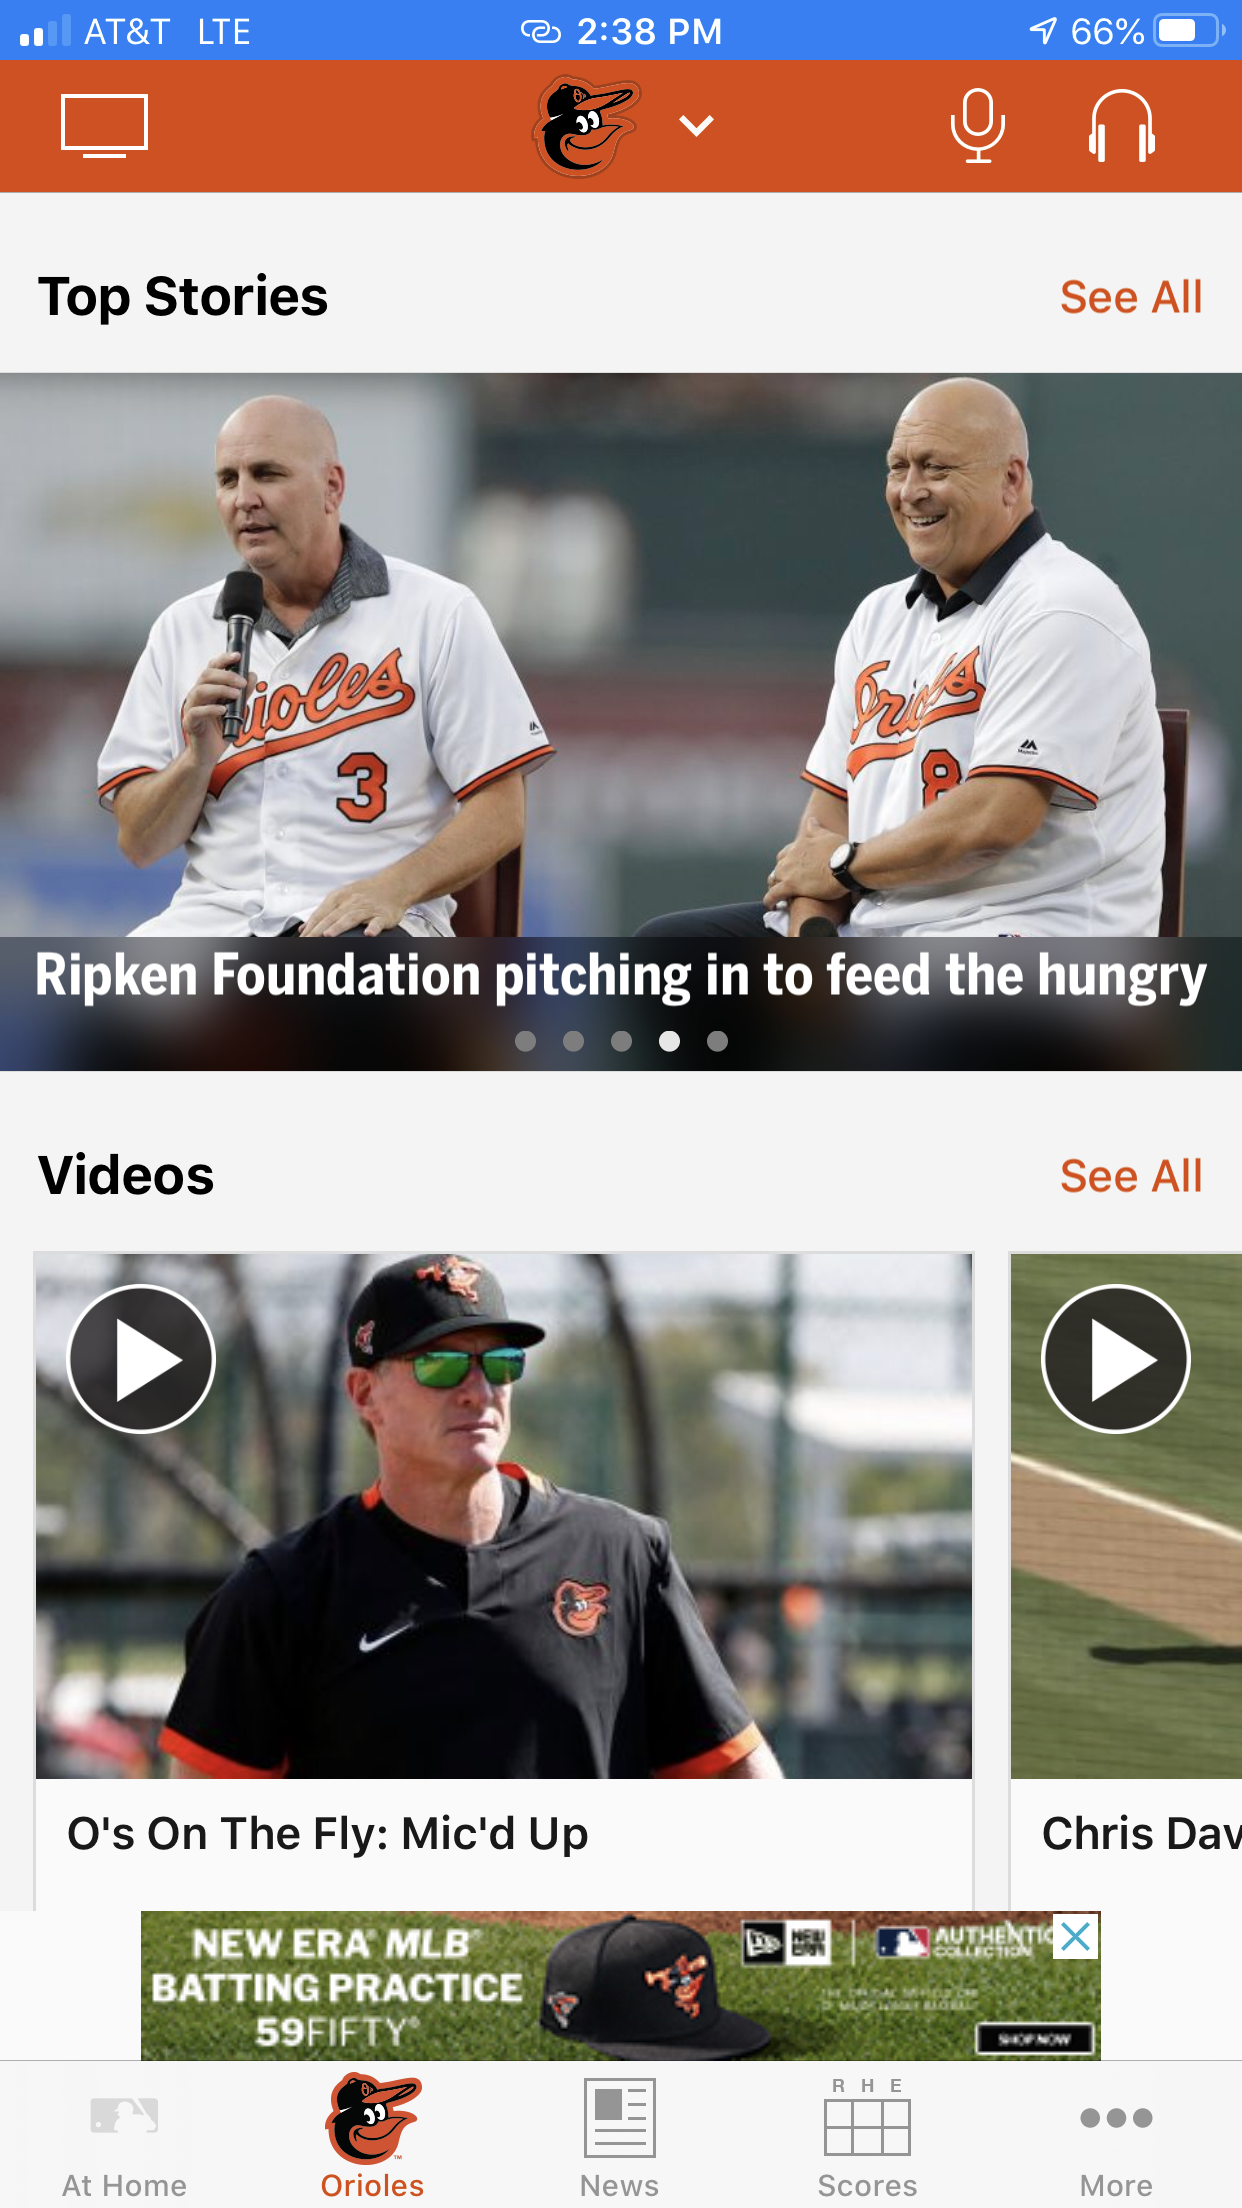 AT&T LTE 2:38 PM 66%
Top Stories See All
Orioles
3
8
Ripken Foundation pitching in to feed the hungry
Videos See All
O's On The Fly: Mic'd Up
Chris Dav
NEW ERA® MLB®
BATTING PRACTICE
59FIFTY®
NEW ERA
AUTHENTIC
COLLECTION
SHOP NOW
R H E
At Home Orioles News Scores More